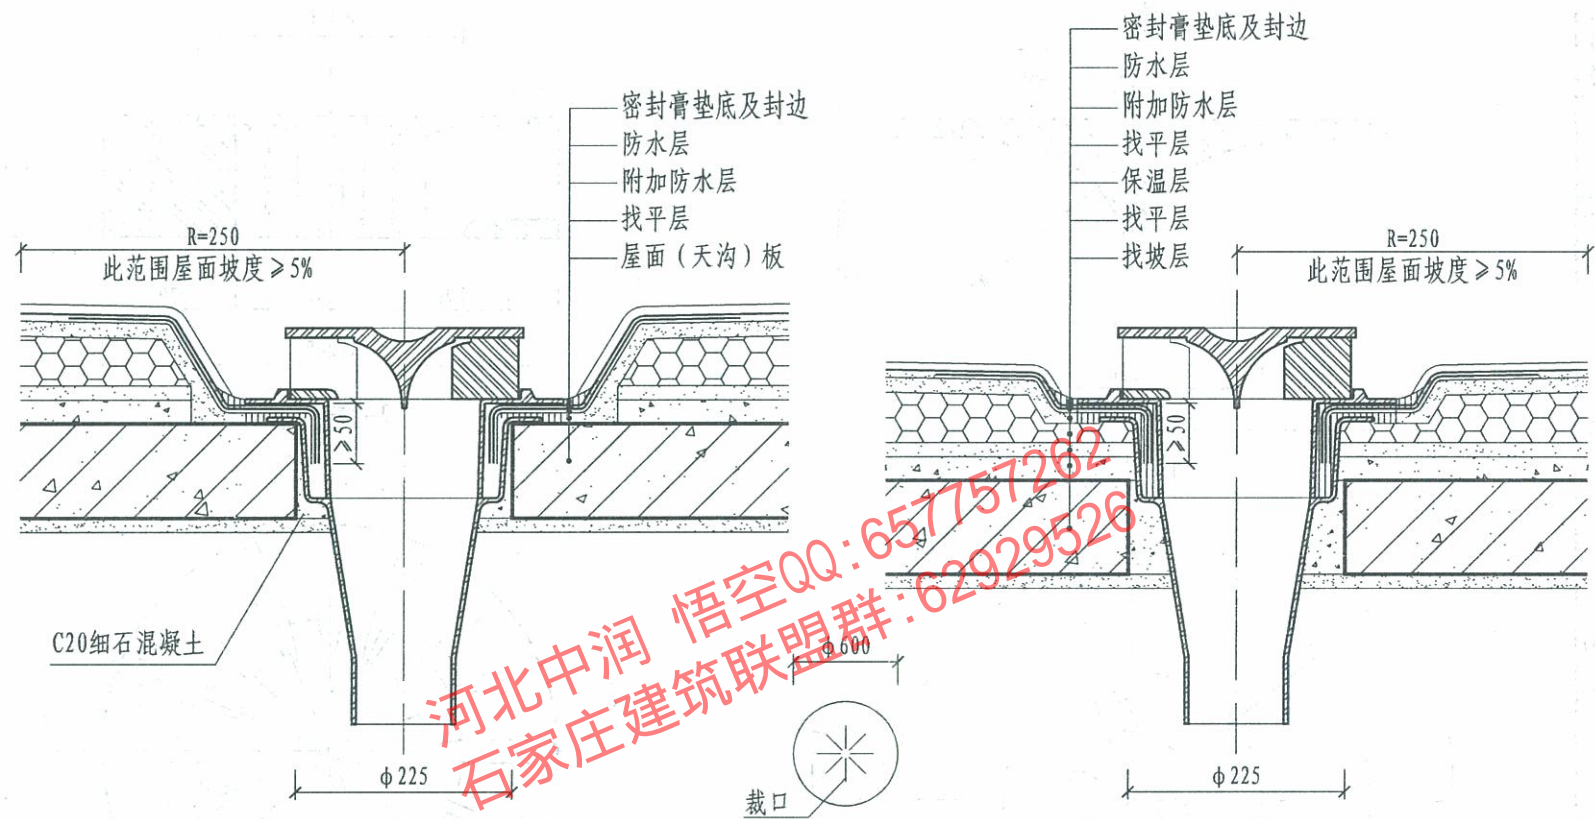 密封膏垫底及封边
防水层
附加防水层
找平层
屋面（天沟）板
R=250
此范围屋面坡度≥5%
≥50
C20细石混凝土
ф225
密封膏垫底及封边
防水层
附加防水层
找平层
保温层
找平层
找坡层
R=250
此范围屋面坡度≥5%
≥50
ф225
ф600
裁口
河北中润 悟空QQ:657757262
石家庄建筑联盟群:62929526